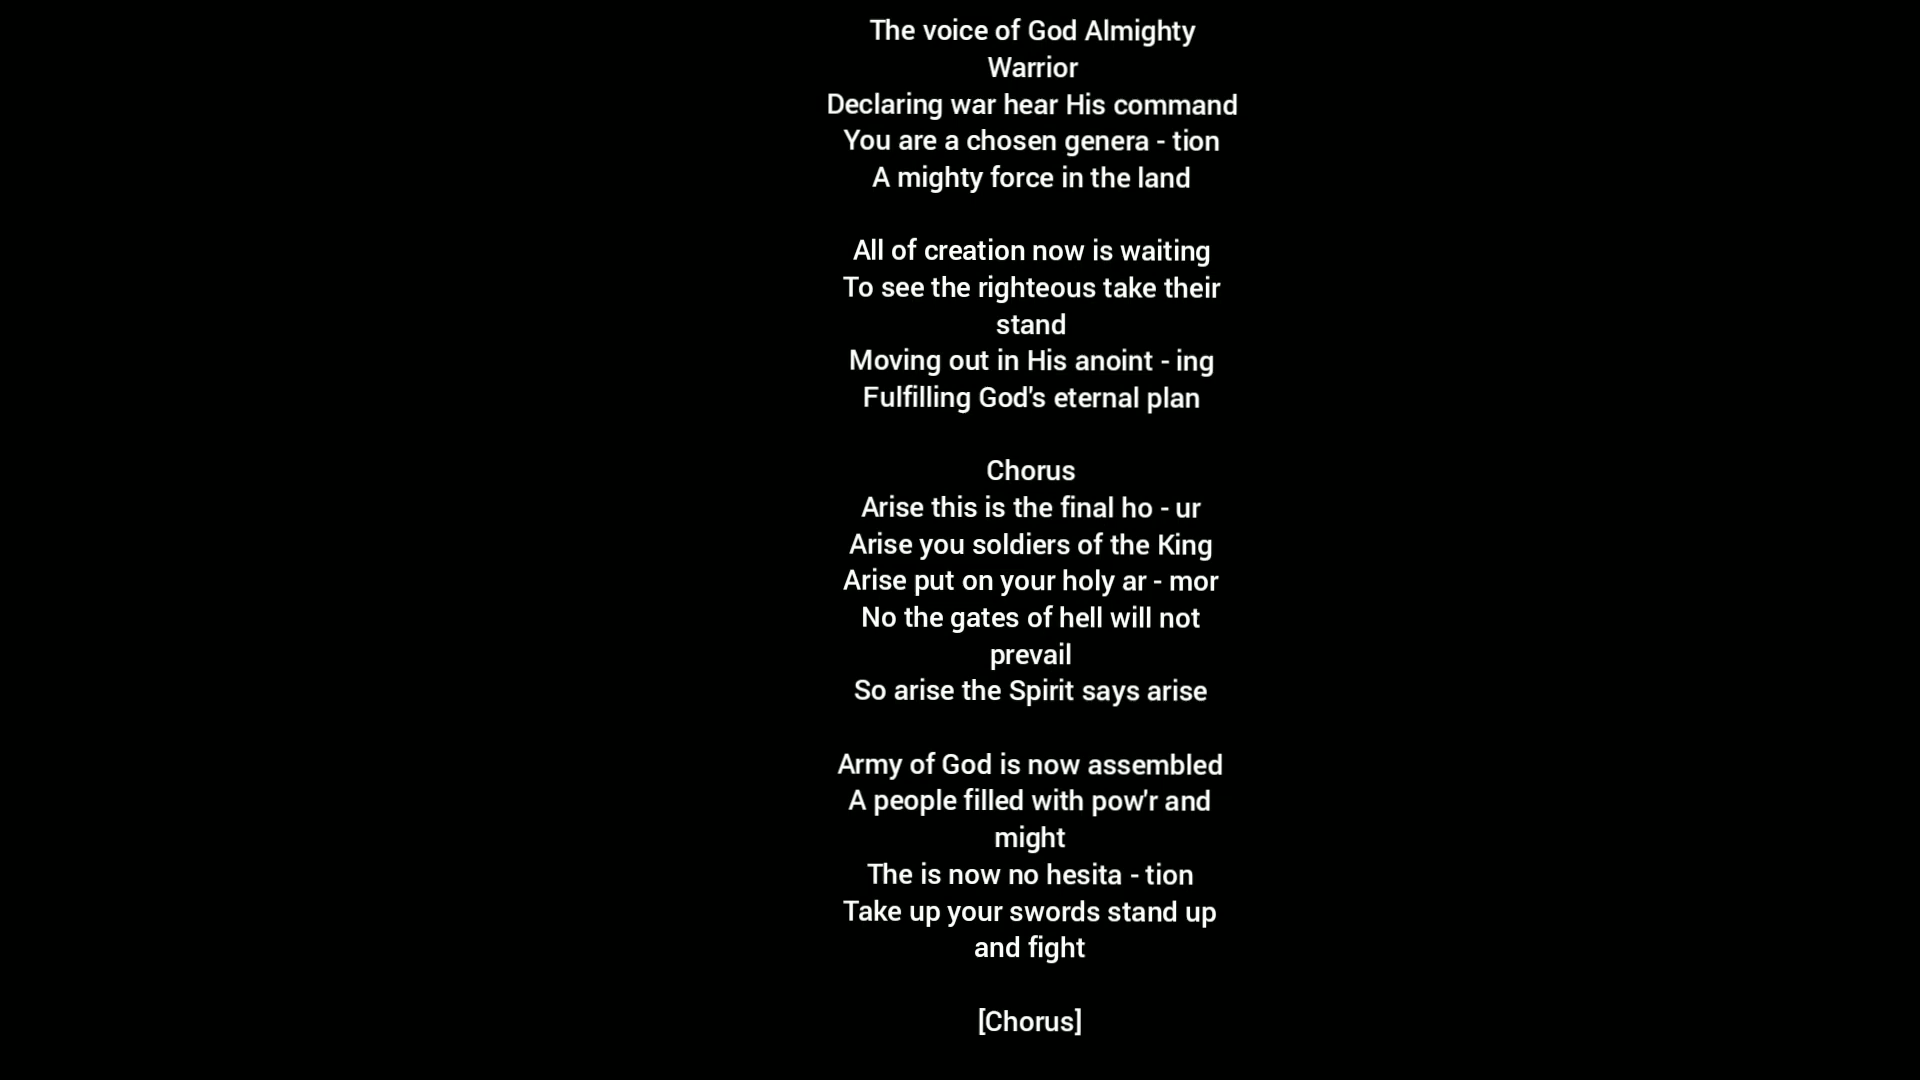 The voice of God Almighty
Warrior
Declaring war hear His command
You are a chosen genera - tion
A mighty force in the land
All of creation now is waiting
To see the righteous take their
stand
Moving out in His anoint - ing
Fulfilling God's eternal plan
Chorus
Arise this is the final ho - ur
Arise you soldiers of the King
Arise put on your holy ar - mor
No the gates of hell will not
prevail
So arise the Spirit says arise
Army of God is now assembled
A people filled with pow'r and
might
The is now no hesita - tion
Take up your swords stand up
and fight
[Chorus]